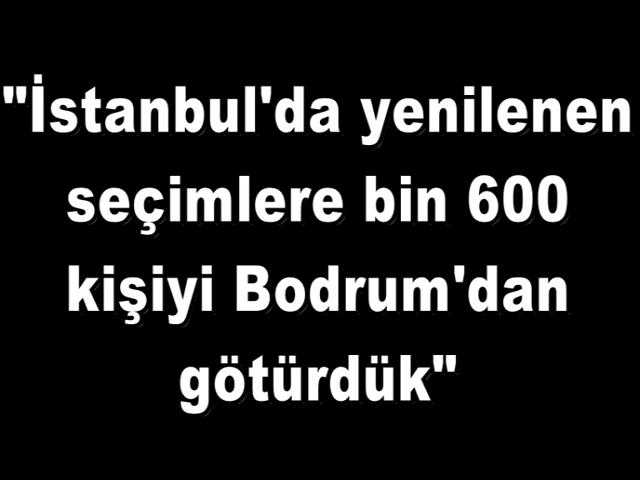 "İstanbul'da yenilenen
seçimlere bin 600
kişiyi Bodrum'dan
götürdük"